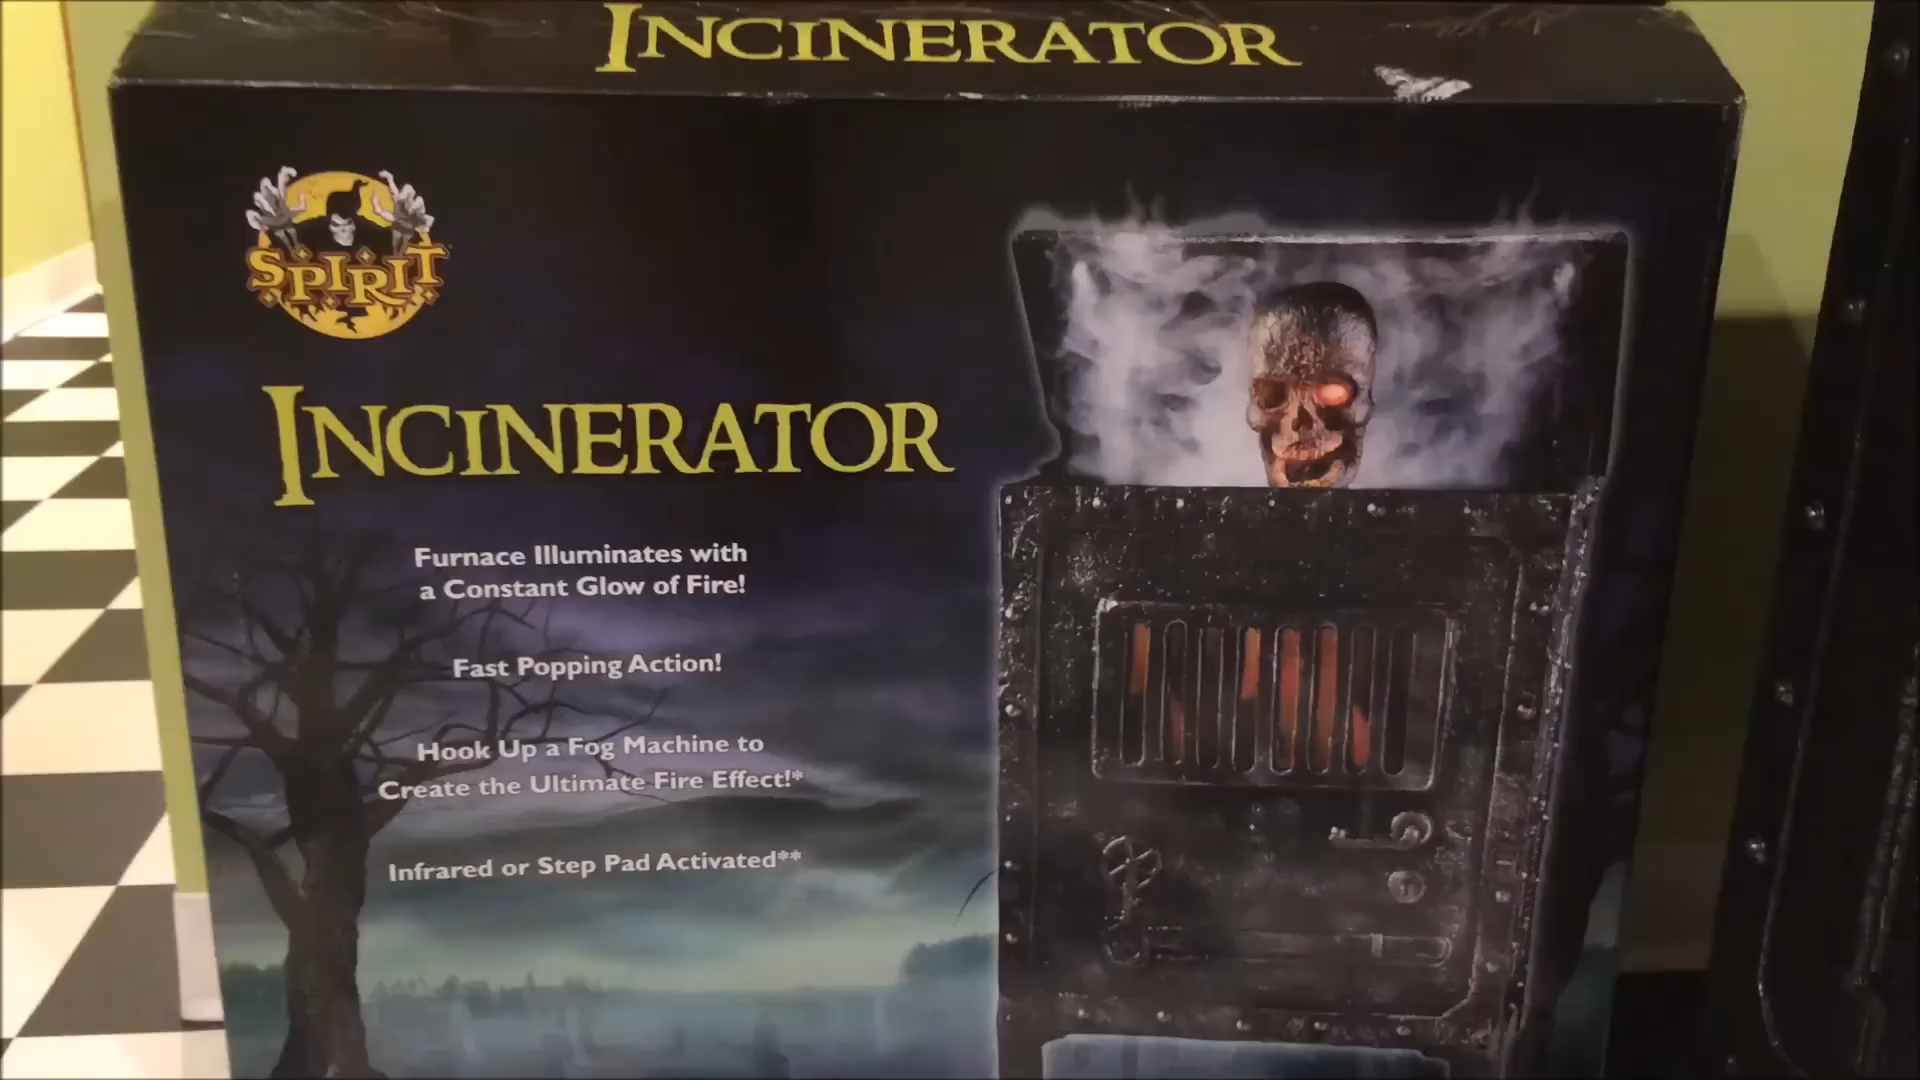 INCINERATOR
SPIRIT
INCINERATOR
Furnace Illuminates with
a Constant Glow of Fire!
Fast Popping Action!
Hook Up a Fog Machine to
Create the Ultimate Fire Effect!*
Infrared or Step Pad Activated**